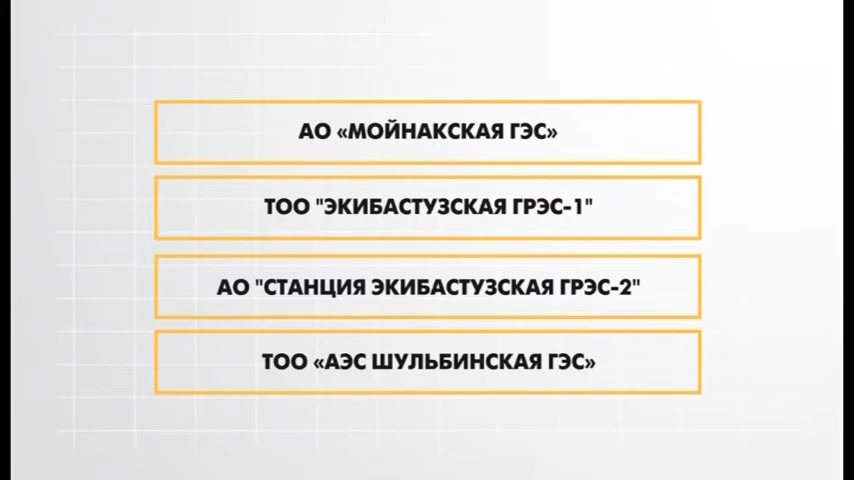 АО «МОЙНАКСКАЯ ГЭС»
ТОО "ЭКИБАСТУЗСКАЯ ГРЭС-1"
АО "СТАНЦИЯ ЭКИБАСТУЗСКАЯ ГРЭС-2"
ТОО «АЭС ШУЛЬБИНСКАЯ ГЭС»